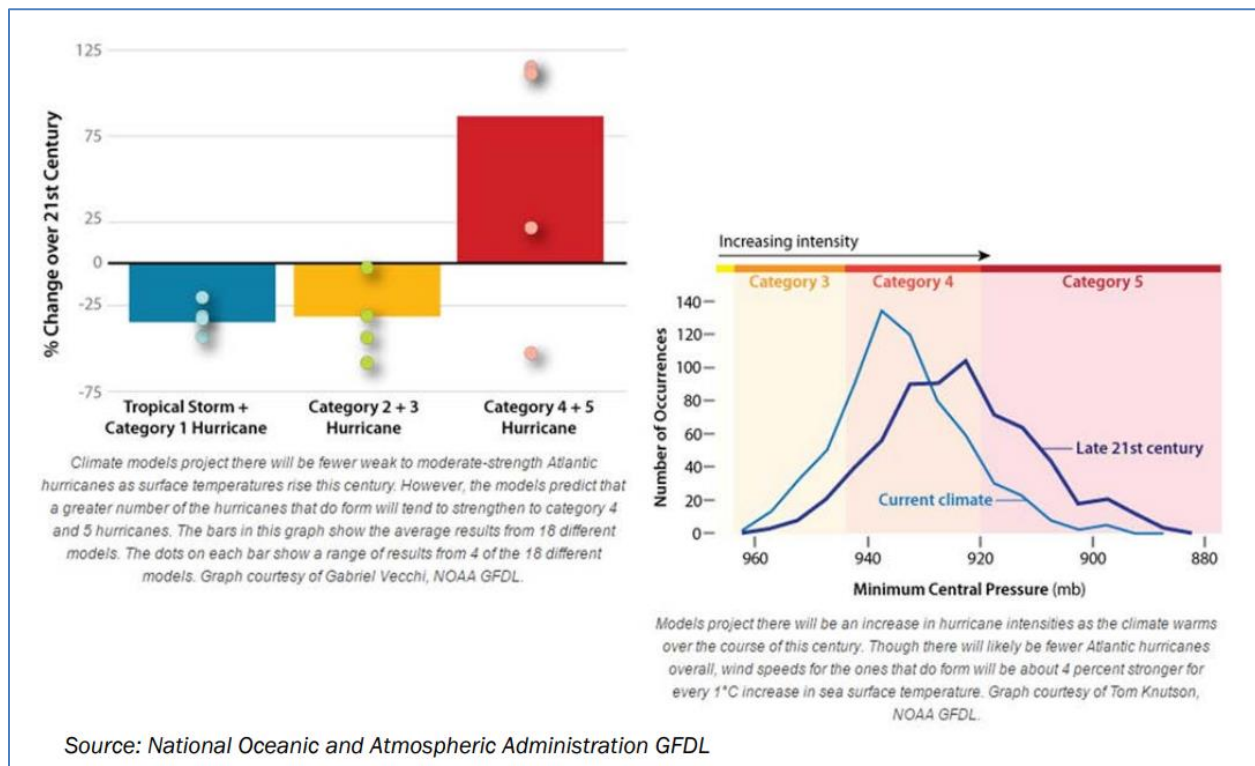 125
75
25
0
-25
-75
% Change over 21st Century
Tropical Storm +
Category 1 Hurricane
Category 2 + 3
Hurricane
Category 4 + 5
Hurricane
Climate models project there will be fewer weak to moderate-strength Atlantic
hurricanes as surface temperatures rise this century. However, the models predict that
a greater number of the hurricanes that do form will tend to strengthen to category 4
and 5 hurricanes. The bars in this graph show the average results from 18 different
models. The dots on each bar show a range of results from 4 of the 18 different
models. Graph courtesy of Gabriel Vecchi, NOAA GFDL.
Increasing intensity
Category 3
Category 4
Category 5
140
120
100
80
60
40
20
0
Number of Occurrences
Late 21st century
Current climate
960
940
920
900
880
Minimum Central Pressure (mb)
Models project there will be an increase in hurricane intensities as the climate warms
over the course of this century. Though there will likely be fewer Atlantic hurricanes
overall, wind speeds for the ones that do form will be about 4 percent stronger for
every 1°C increase in sea surface temperature. Graph courtesy of Tom Knutson,
NOAA GFDL.
Source: National Oceanic and Atmospheric Administration GFDL